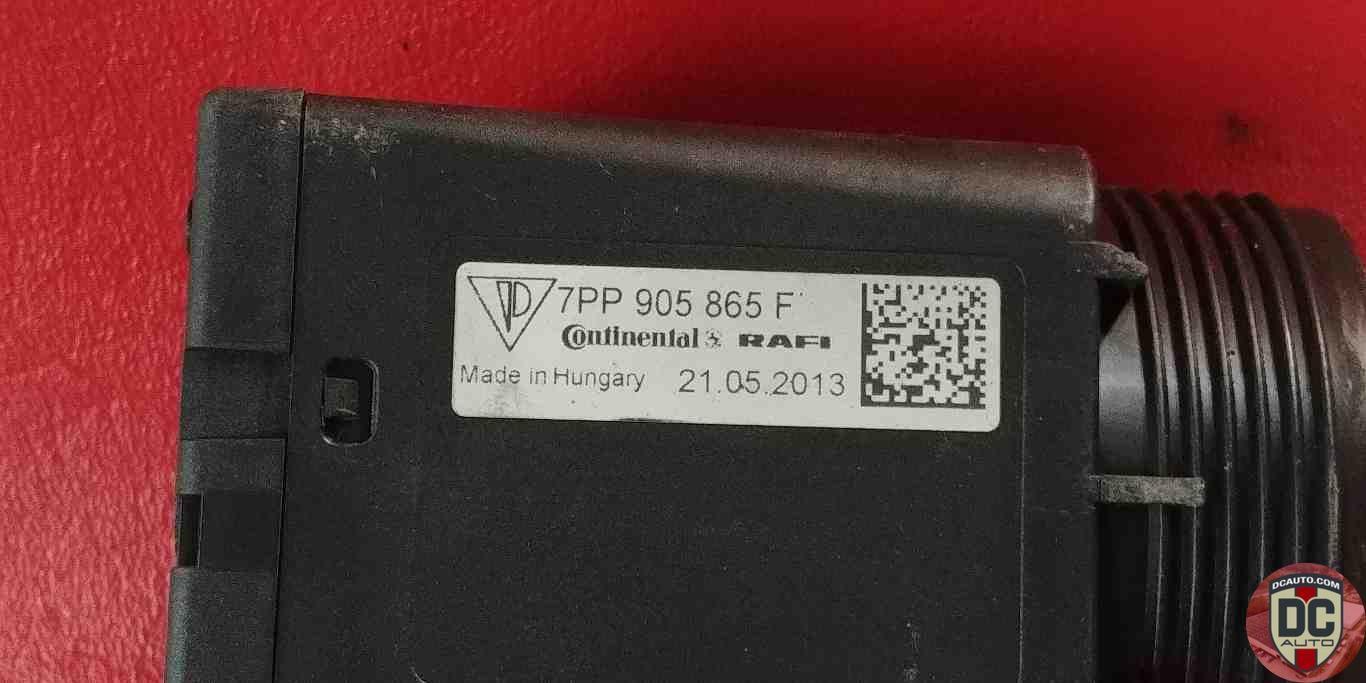 7PP 905 865 F
Continental RAFI
Made in Hungary 21.05.2013
DCAUTO.COM
DC
AUTO